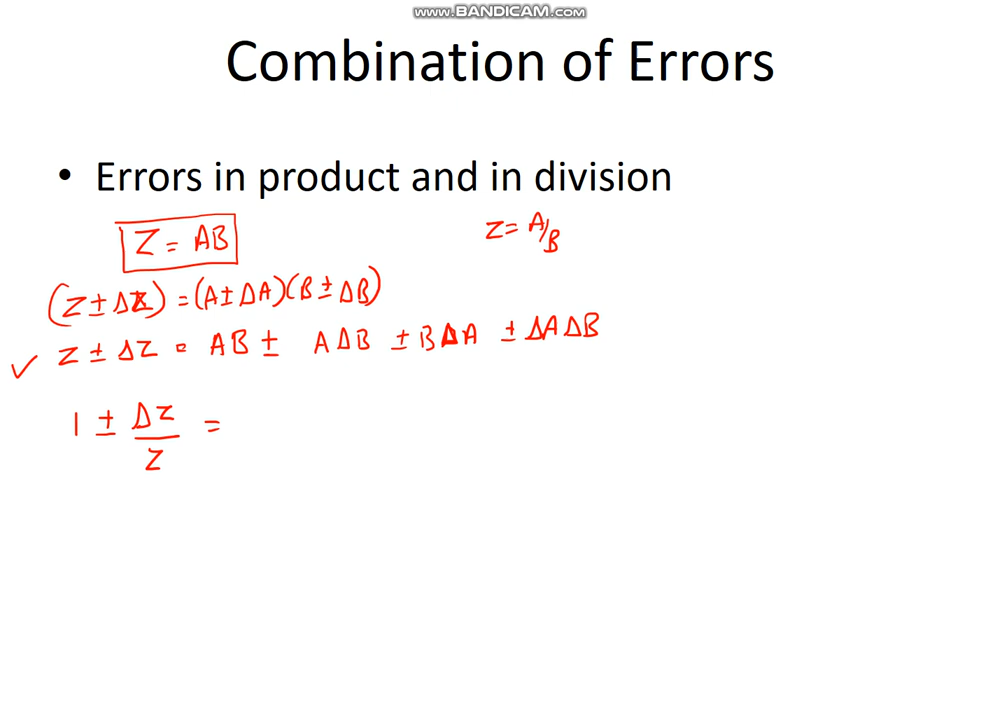 www.BANDICAM.com
Combination of Errors
• Errors in product and in division
Z = AB
Z = A/B
(Z ± ΔZ) = (A ± ΔA)(B ± ΔB)
✓ Z ± ΔZ = AB ± AΔB ± BΔA ± ΔAΔB
1 ± ΔZ/Z =